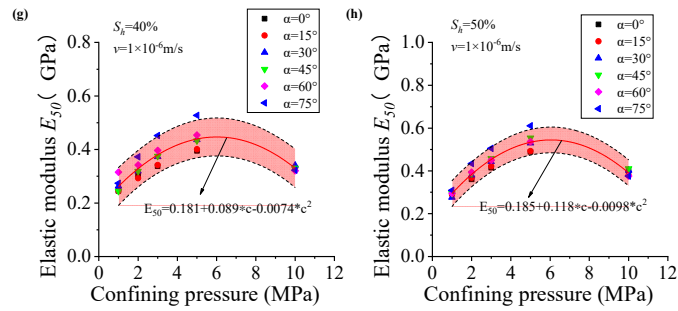 (g)
S_h=40%
v=1×10⁻⁶m/s
α=0°
α=15°
α=30°
α=45°
α=60°
α=75°
Elastic modulus E₅₀( GPa)
0.8
0.6
0.4
0.2
0.0
E₅₀=0.181+0.089*c-0.0074*c²
0 2 4 6 8 10 12
Confining pressure (MPa)
(h)
S_h=50%
v=1×10⁻⁶m/s
α=0°
α=15°
α=30°
α=45°
α=60°
α=75°
Elastic modulus E₅₀( GPa)
1.0
0.8
0.6
0.4
0.2
0.0
E₅₀=0.185+0.118*c-0.0098*c²
0 2 4 6 8 10 12
Confining pressure (MPa)